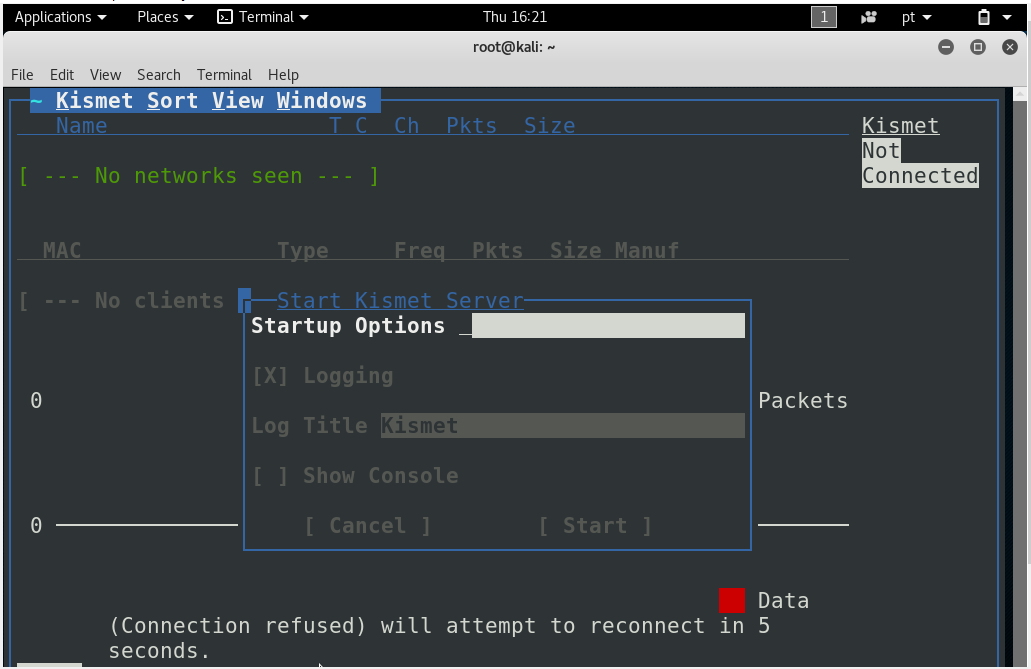 Applications Places Terminal Thu 16:21 1 pt
root@kali: ~
File Edit View Search Terminal Help
~ Kismet Sort View Windows
Name T C Ch Pkts Size Kismet
Not
[ --- No networks seen --- ] Connected
MAC Type Freq Pkts Size Manuf
[ --- No clients Start Kismet Server
Startup Options _
[X] Logging
0 Packets
Log Title Kismet
[ ] Show Console
0 [ Cancel ] [ Start ]
Data
(Connection refused) will attempt to reconnect in 5
seconds.